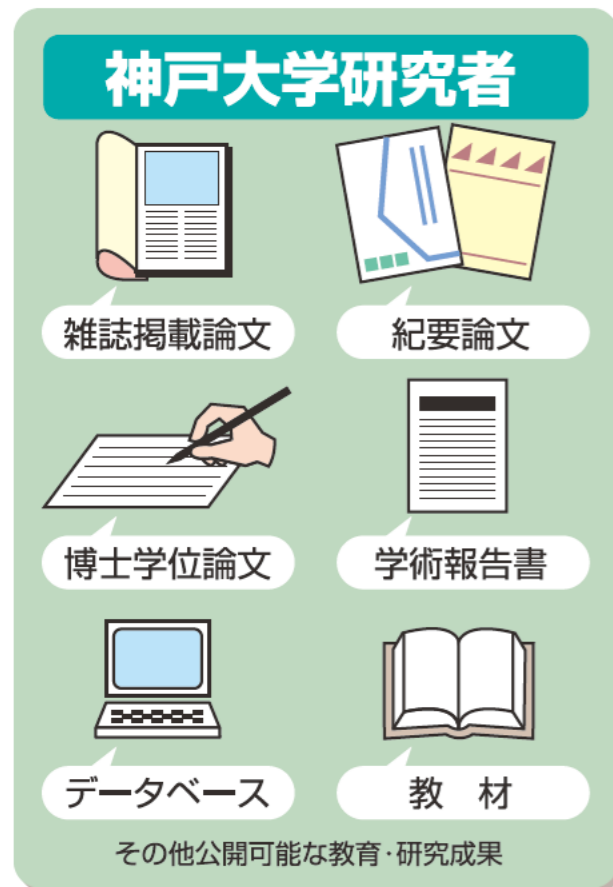 神戸大学研究者
雑誌掲載論文
紀要論文
博士学位論文
学術報告書
データベース
教　材
その他公開可能な教育・研究成果